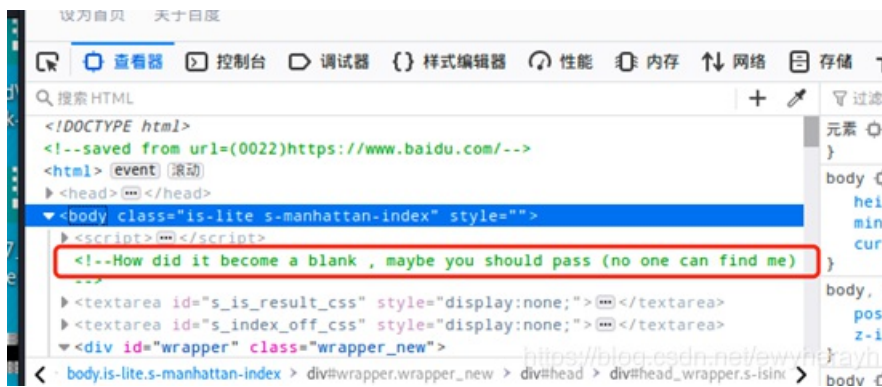 设为首页 关于百度
查看器 控制台 调试器 {} 样式编辑器 性能 内存 网络 存储
搜索 HTML + 过滤
<!DOCTYPE html>
<!--saved from url=(0022)https://www.baidu.com/-->
<html> event 滚动
<head> </head>
<body class="is-lite s-manhattan-index" style="">
<script> </script>
<!--How did it become a blank , maybe you should pass (no one can find me)
-->
<textarea id="s_is_result_css" style="display:none;"> </textarea>
<textarea id="s_index_off_css" style="display:none;"> </textarea>
<div id="wrapper" class="wrapper_new">
body.is-lite.s-manhattan-index > div#wrapper.wrapper_new > div#head > div#head_wrapper.s-isind
元素
}
body
hei
min
cur
}
body,
pos
z-i
}
body